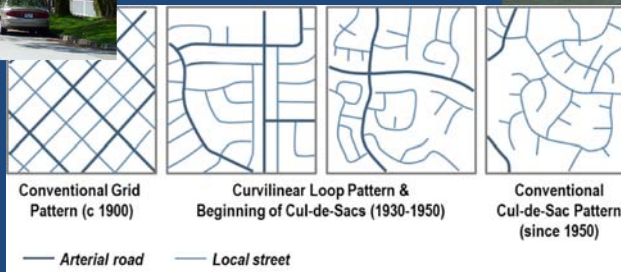 Conventional Grid
Pattern (c 1900)
Curvilinear Loop Pattern &
Beginning of Cul-de-Sacs (1930-1950)
Conventional
Cul-de-Sac Pattern
(since 1950)
Arterial road
Local street